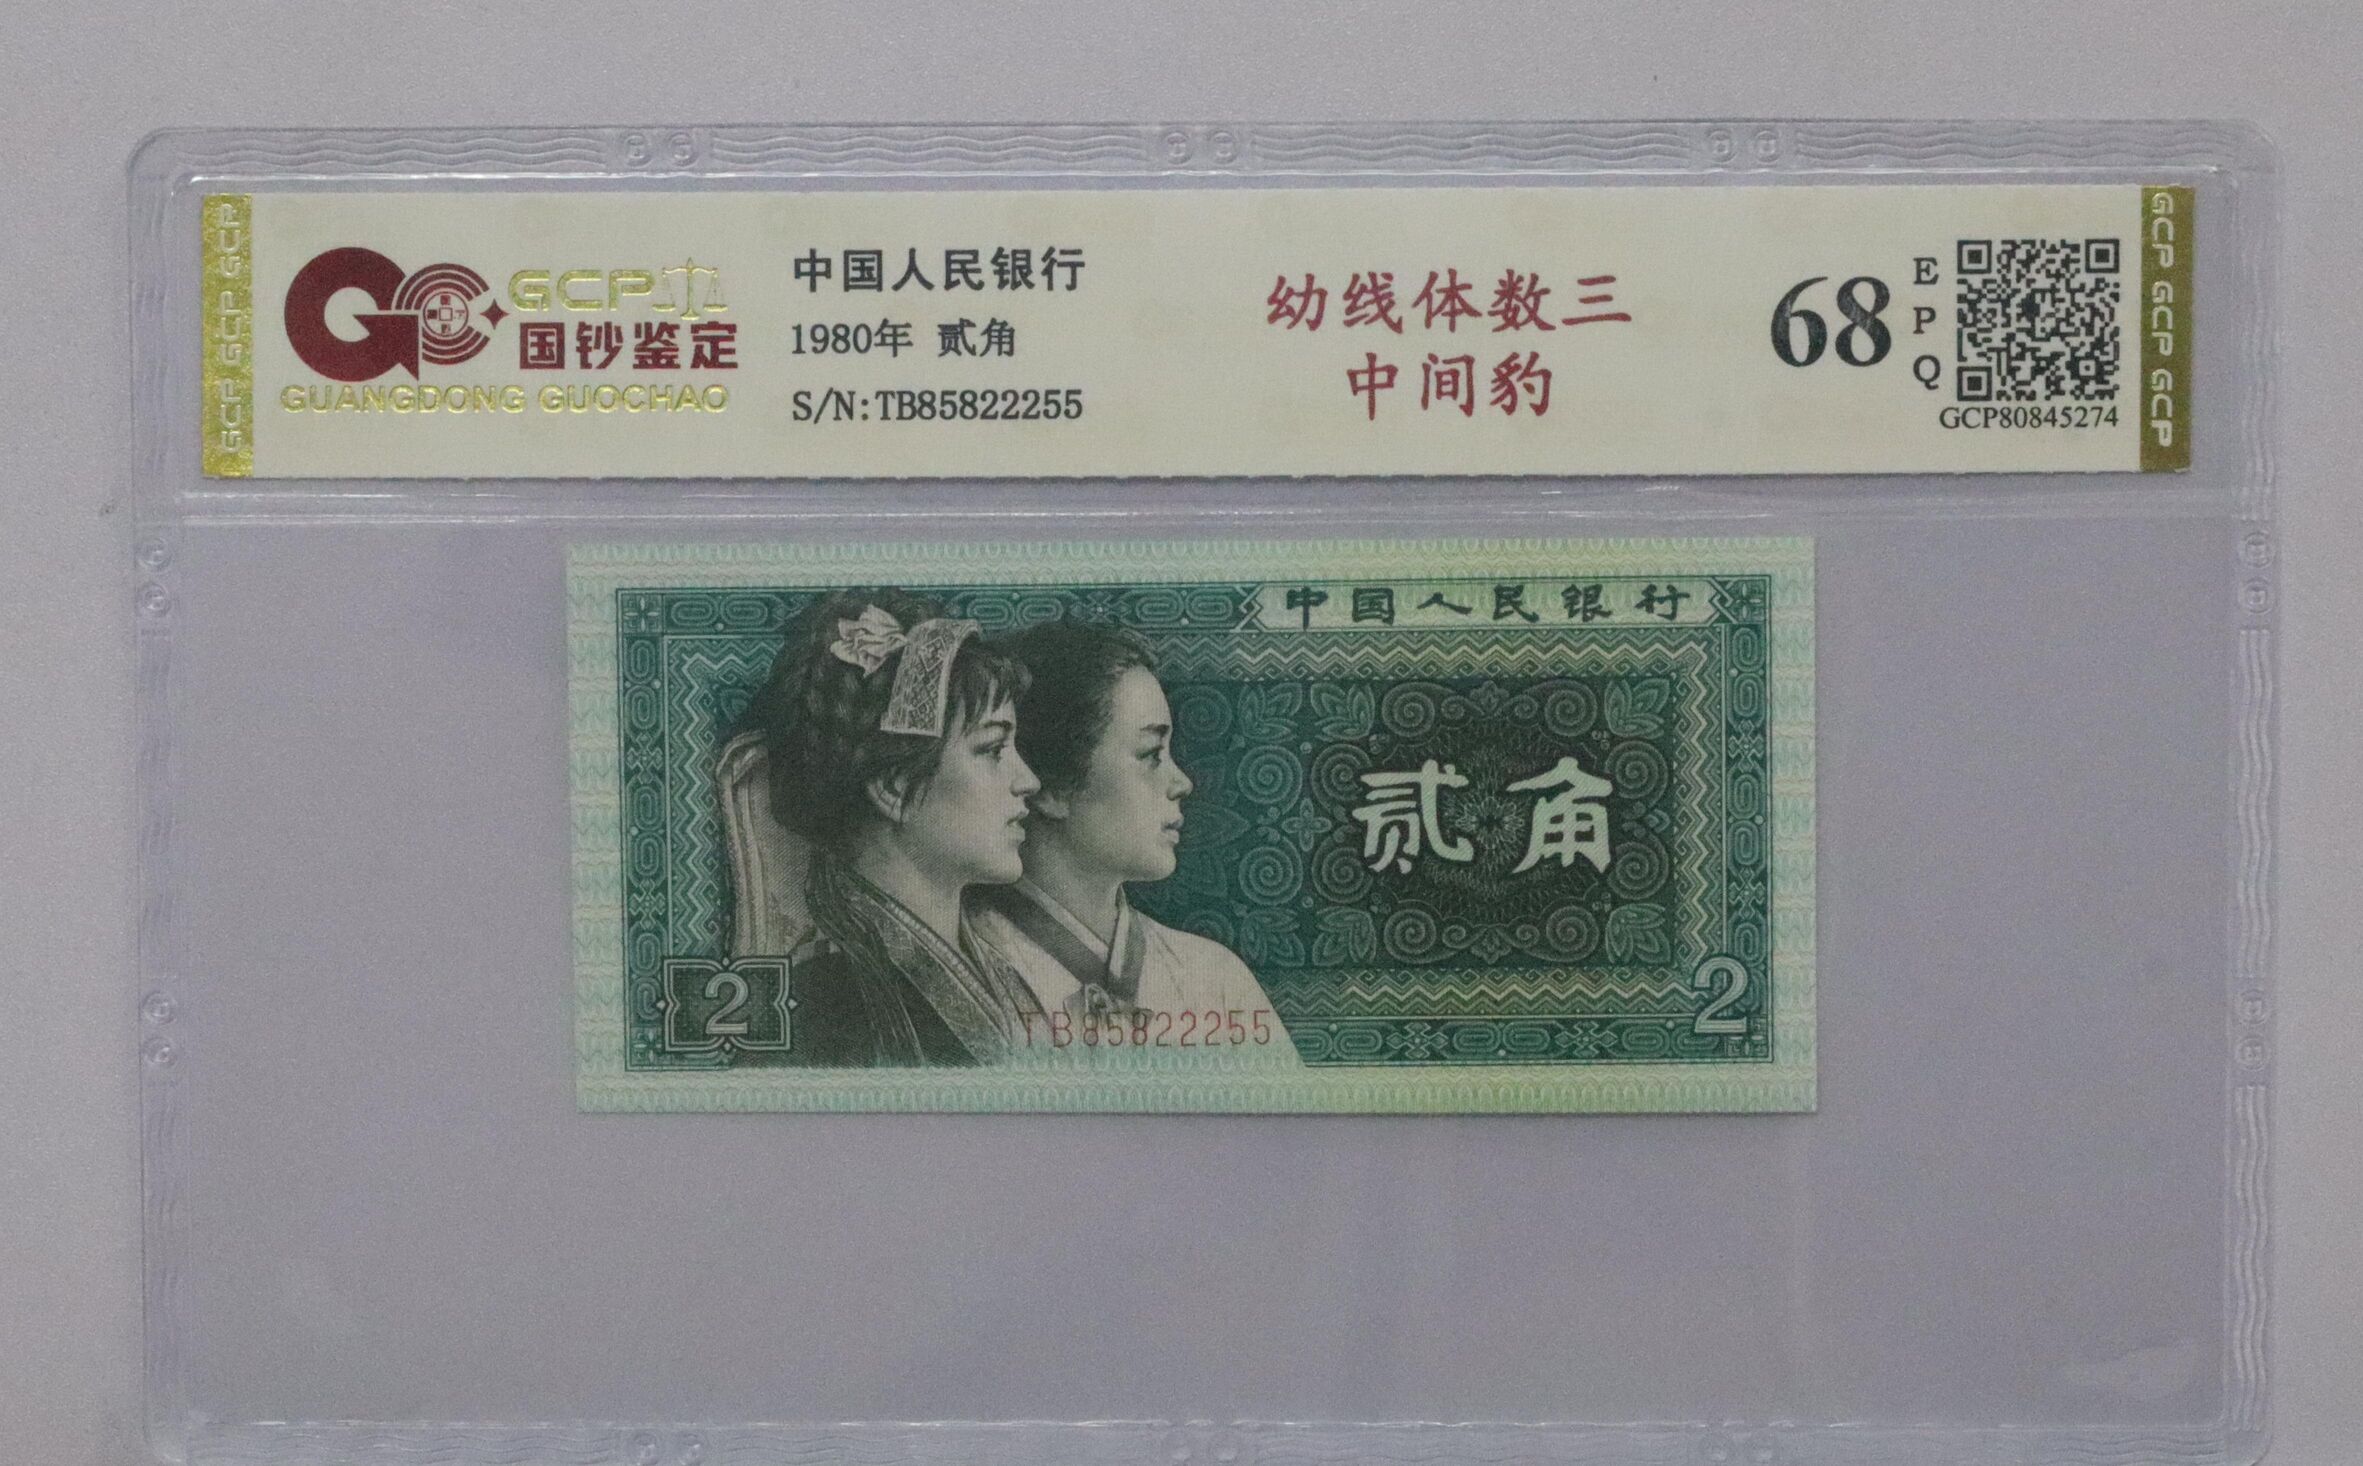 GCP GCP GCP
GCP
国钞鉴定
GUANGDONG GUOCHAO
中国人民银行
1980年 贰角
S/N:TB85822255
幼线体数三
中间豹
68
EPQ
GCP80845274
GCP GCP GCP
中国人民银行
贰角
2
TB85822255
2